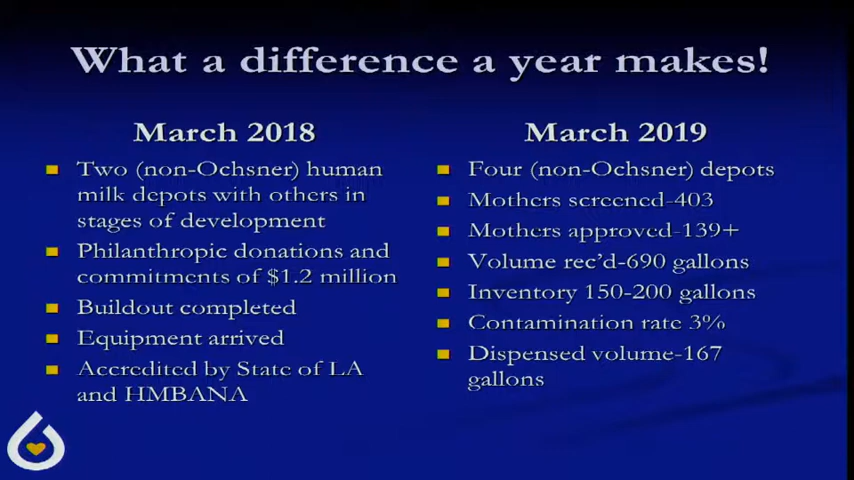 What a difference a year makes!
March 2018
Two (non-Ochsner) human
milk depots with others in
stages of development
Philanthropic donations and
commitments of $1.2 million
Buildout completed
Equipment arrived
Accredited by State of LA
and HMBANA
March 2019
Four (non-Ochsner) depots
Mothers screened-403
Mothers approved-139+
Volume rec'd-690 gallons
Inventory 150-200 gallons
Contamination rate 3%
Dispensed volume-167
gallons